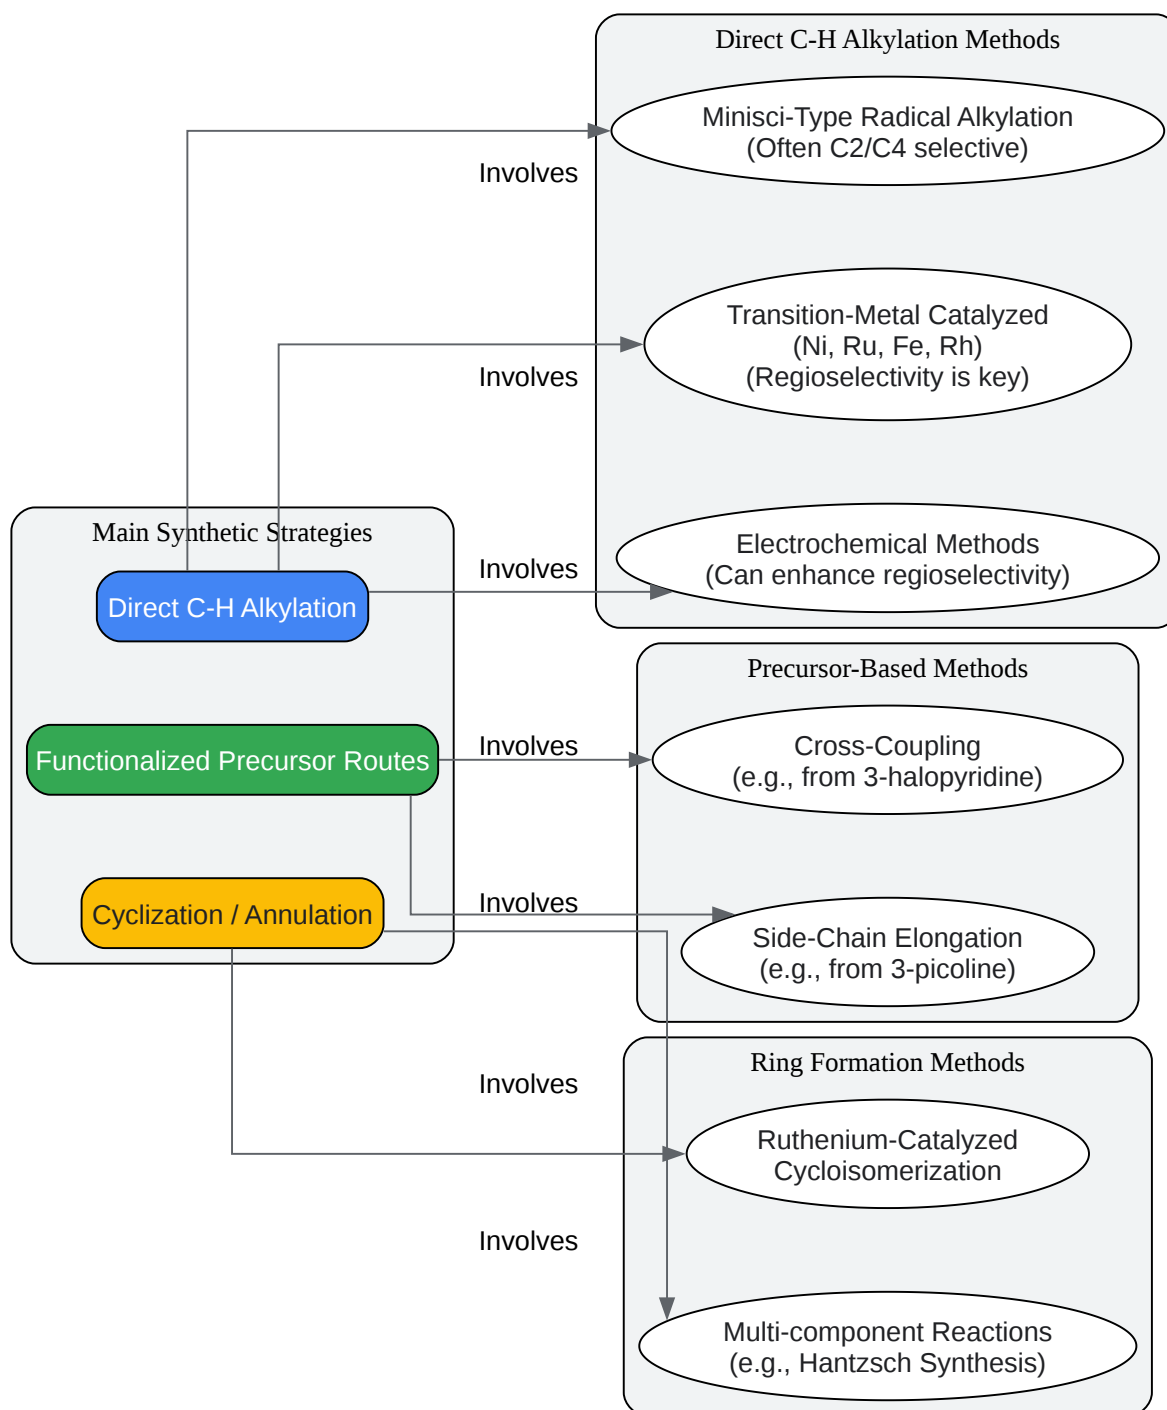 Direct C-H Alkylation Methods
Minisci-Type Radical Alkylation
(Often C2/C4 selective)
Involves
Transition-Metal Catalyzed
(Ni, Ru, Fe, Rh)
(Regioselectivity is key)
Involves
Main Synthetic Strategies
Electrochemical Methods
(Can enhance regioselectivity)
Involves
Direct C-H Alkylation
Precursor-Based Methods
Functionalized Precursor Routes
Involves
Cross-Coupling
(e.g., from 3-halopyridine)
Cyclization / Annulation
Involves
Side-Chain Elongation
(e.g., from 3-picoline)
Ring Formation Methods
Involves
Ruthenium-Catalyzed
Cycloisomerization
Involves
Multi-component Reactions
(e.g., Hantzsch Synthesis)